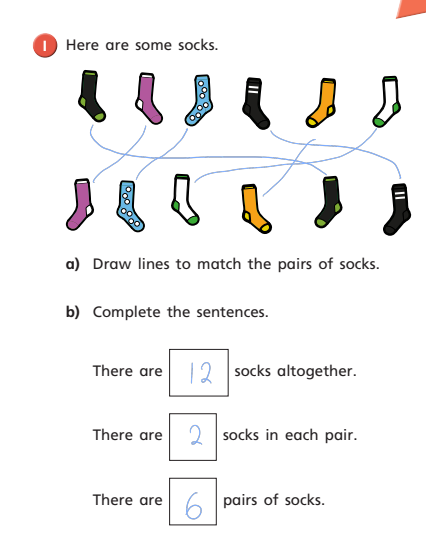 1 Here are some socks.
a) Draw lines to match the pairs of socks.
b) Complete the sentences.
There are 12 socks altogether.
There are 2 socks in each pair.
There are 6 pairs of socks.